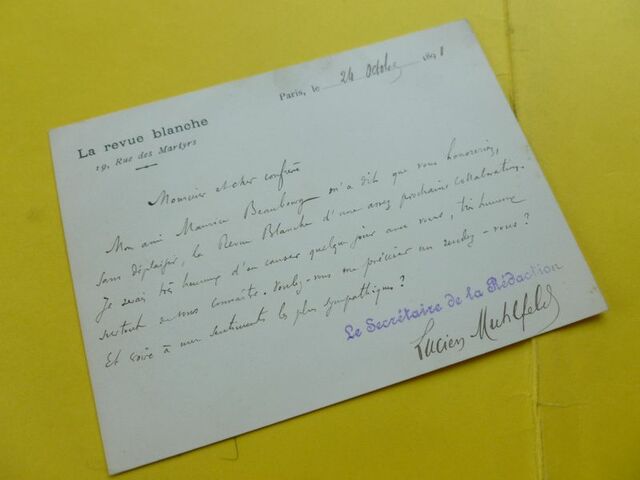 La revue blanche
19, Rue des Martyrs
Paris, le 24 Octobre 1891
Monsieur et cher confrère
Mon ami Maurice Beaubourg m'a dit que vous honoreriez,
sans déplaisir, la Revue Blanche d'une assez prochaine collaboration.
Je serais très heureux d'en causer quelque jour avec vous, très heureux
surtout de vous connaître. Voulez-vous me préciser un rendez-vous?
Et croire à mes sentiments les plus sympathiques?
Le Secrétaire de la Rédaction
Lucien Muhlfeld